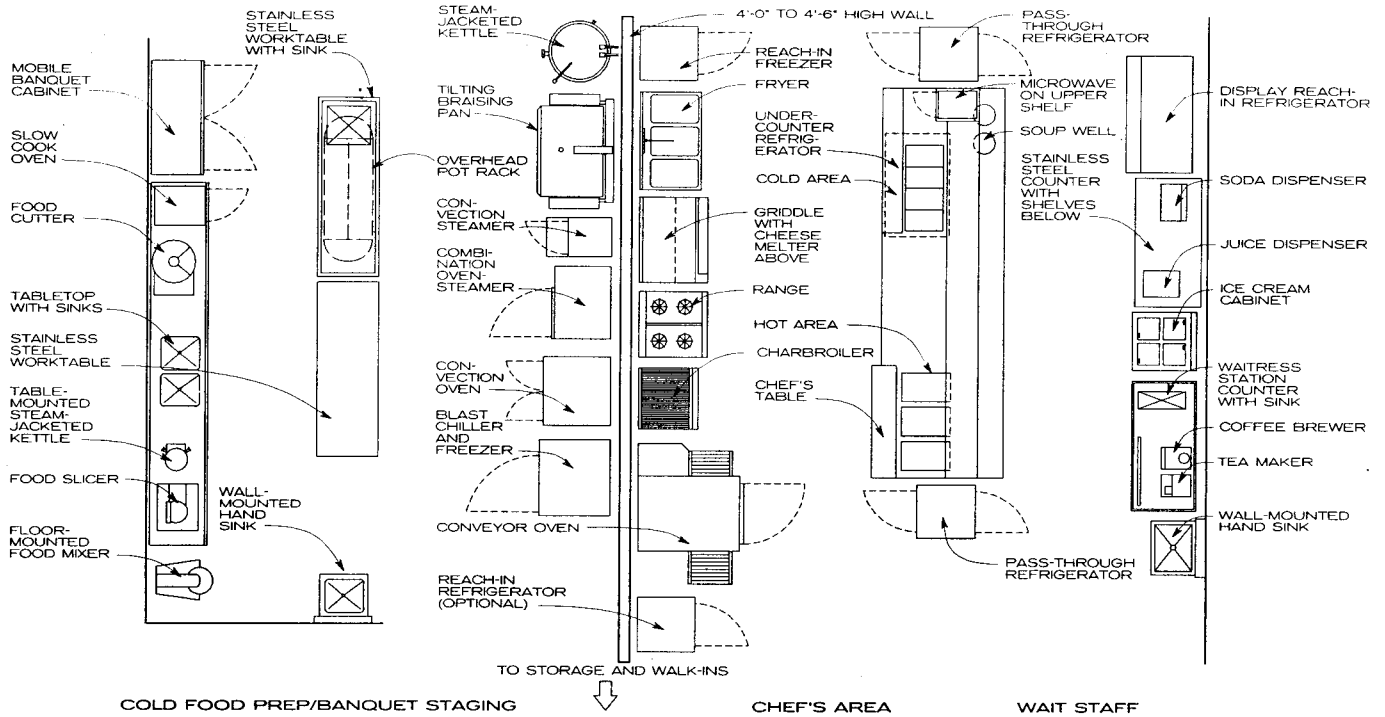 STAINLESS
STEEL
WORKTABLE
WITH SINK
MOBILE
BANQUET
CABINET
SLOW
COOK
OVEN
OVERHEAD
POT RACK
FOOD
CUTTER
TABLETOP
WITH SINKS
STAINLESS
STEEL
WORKTABLE
TABLE-
MOUNTED
STEAM-
JACKETED
KETTLE
FOOD SLICER
WALL-
MOUNTED
HAND
SINK
FLOOR-
MOUNTED
FOOD MIXER
STEAM-
JACKETED
KETTLE
TILTING
BRAISING
PAN
CON-
VECTION
STEAMER
COMBI-
NATION
OVEN-
STEAMER
CON-
VECTION
OVEN
BLAST
CHILLER
AND
FREEZER
CONVEYOR OVEN
REACH-IN
REFRIGERATOR
(OPTIONAL)
4'-0" TO 4'-6" HIGH WALL
REACH-IN
FREEZER
FRYER
UNDER-
COUNTER
REFRIG-
ERATOR
COLD AREA
GRIDDLE
WITH
CHEESE
MELTER
ABOVE
RANGE
HOT AREA
CHARBROILER
CHEF'S
TABLE
PASS-
THROUGH
REFRIGERATOR
MICROWAVE
ON UPPER
SHELF
SOUP WELL
STAINLESS
STEEL
COUNTER
WITH
SHELVES
BELOW
PASS-THROUGH
REFRIGERATOR
DISPLAY REACH-
IN REFRIGERATOR
SODA DISPENSER
JUICE DISPENSER
ICE CREAM
CABINET
WAITRESS
STATION
COUNTER
WITH SINK
COFFEE BREWER
TEA MAKER
WALL-MOUNTED
HAND SINK
TO STORAGE AND WALK-INS
COLD FOOD PREP/BANQUET STAGING
CHEF'S AREA
WAIT STAFF